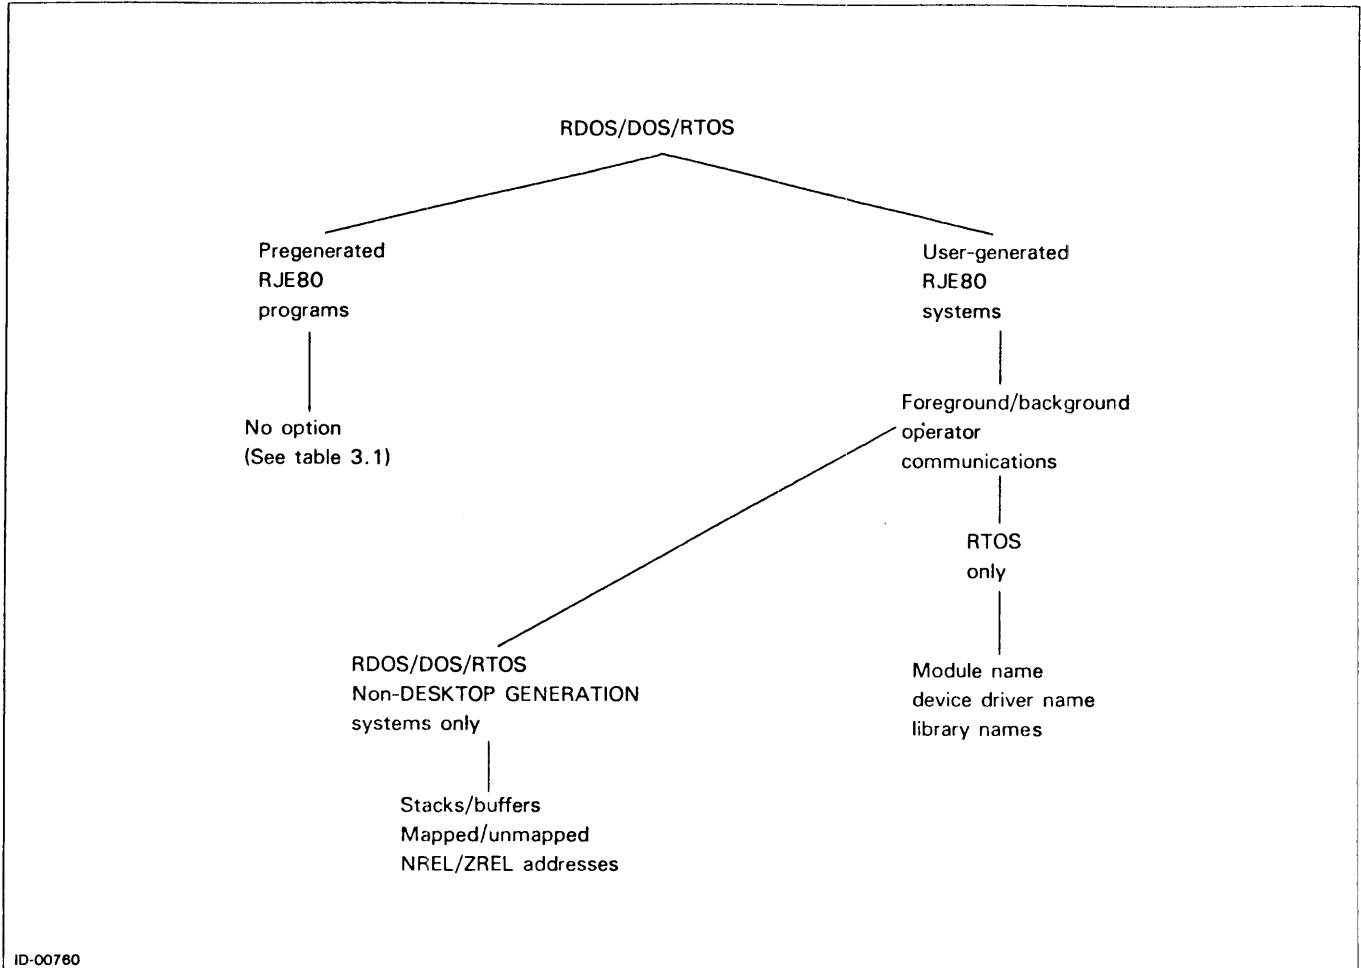 RDOS/DOS/RTOS
Pregenerated
RJE80
programs
User-generated
RJE80
systems
No option
(See table 3.1)
Foreground/background
operator
communications
RTOS
only
RDOS/DOS/RTOS
Non-DESKTOP GENERATION
systems only
Module name
device driver name
library names
Stacks/buffers
Mapped/unmapped
NREL/ZREL addresses
ID-00760